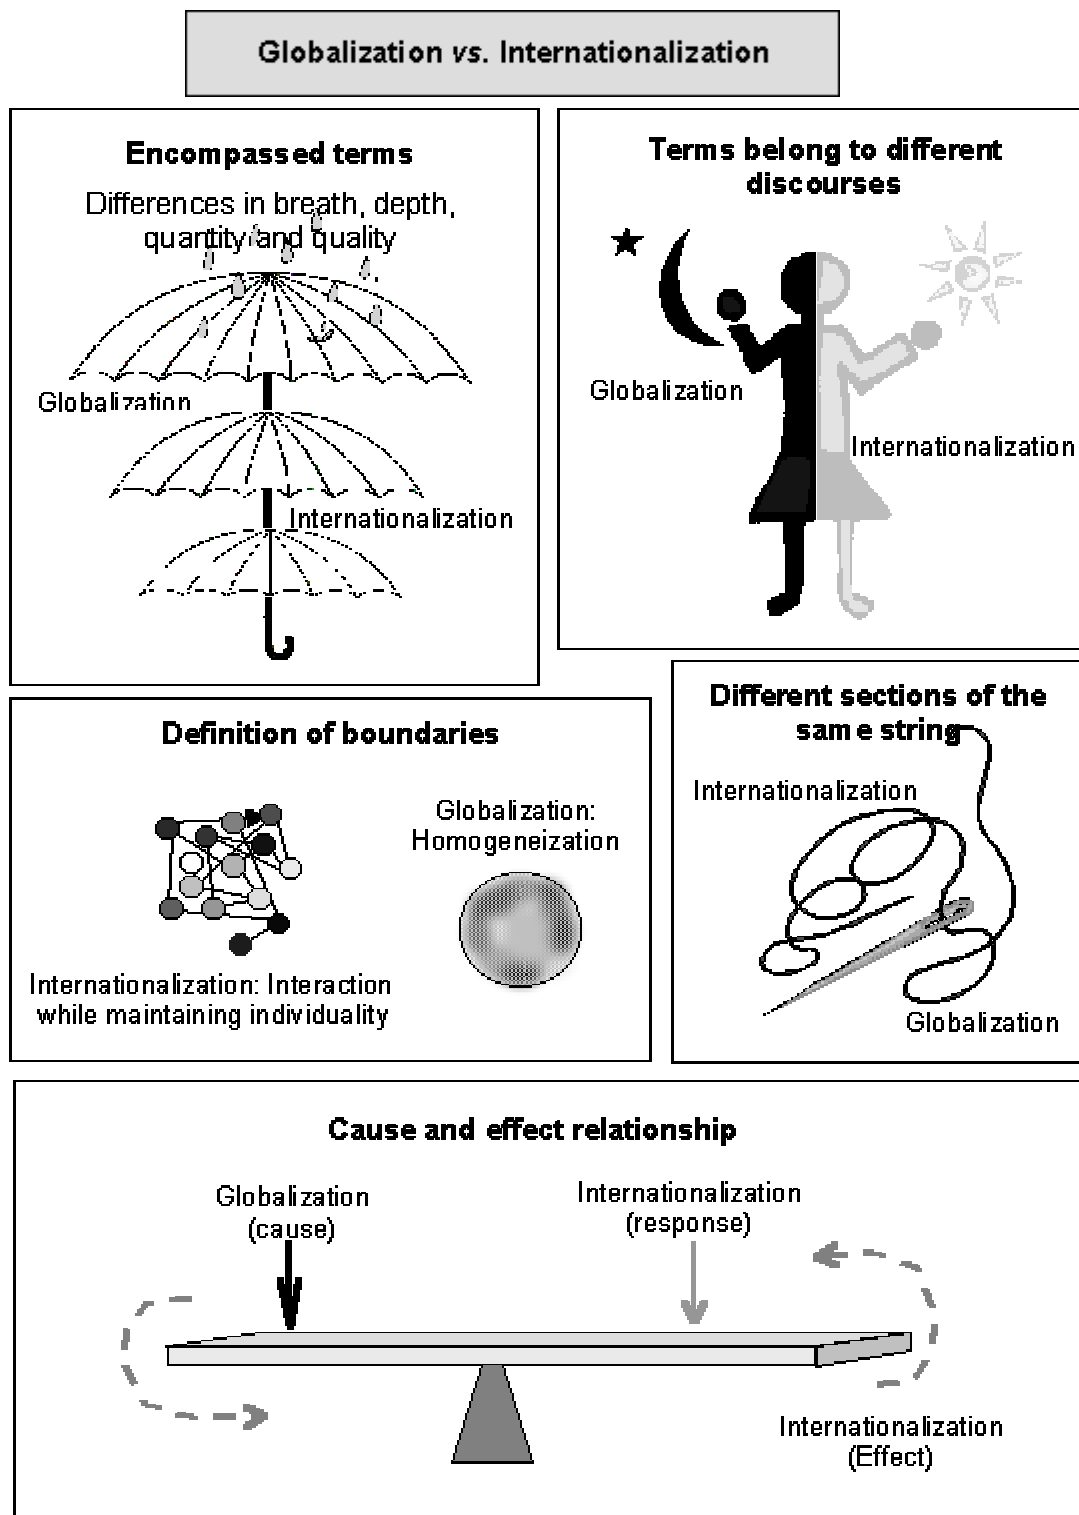 Globalization vs. Internationalization
Encompassed terms
Differences in breath, depth,
quantity and quality
Globalization
Internationalization
Terms belong to different
discourses
Globalization
Internationalization
Definition of boundaries
Globalization:
Homogeneization
Internationalization: Interaction
while maintaining individuality
Different sections of the
same string
Internationalization
Globalization
Cause and effect relationship
Globalization
(cause)
Internationalization
(response)
Internationalization
(Effect)